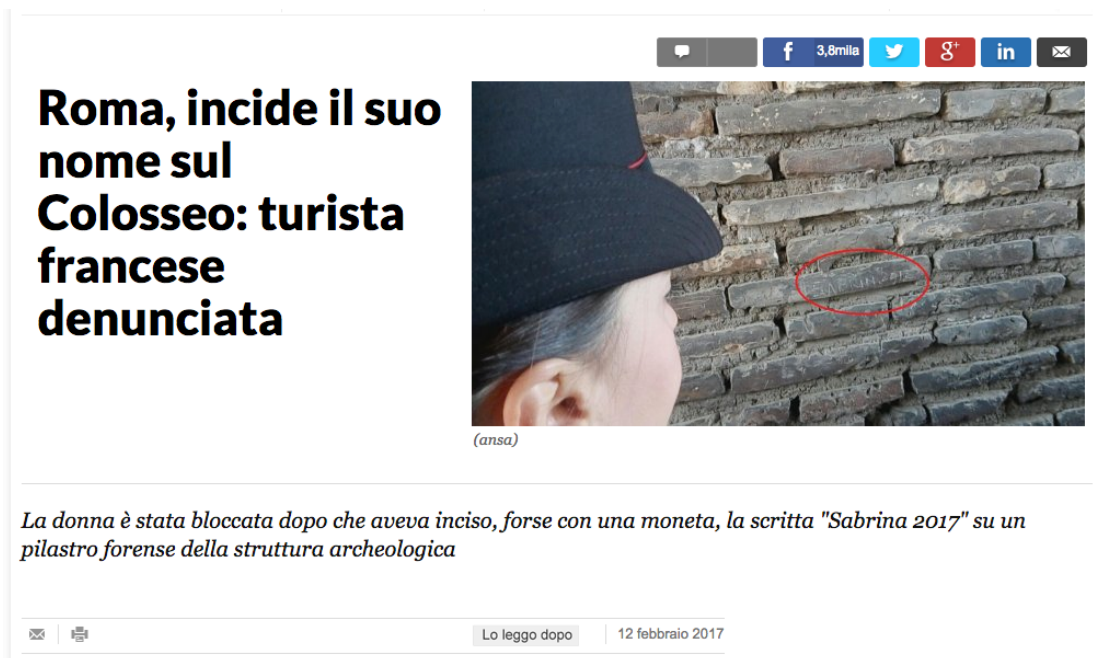 f 3,8mila g+ in
Roma, incide il suo
nome sul
Colosseo: turista
francese
denunciata
(ansa)
La donna è stata bloccata dopo che aveva inciso, forse con una moneta, la scritta "Sabrina 2017" su un
pilastro forense della struttura archeologica
Lo leggo dopo 12 febbraio 2017